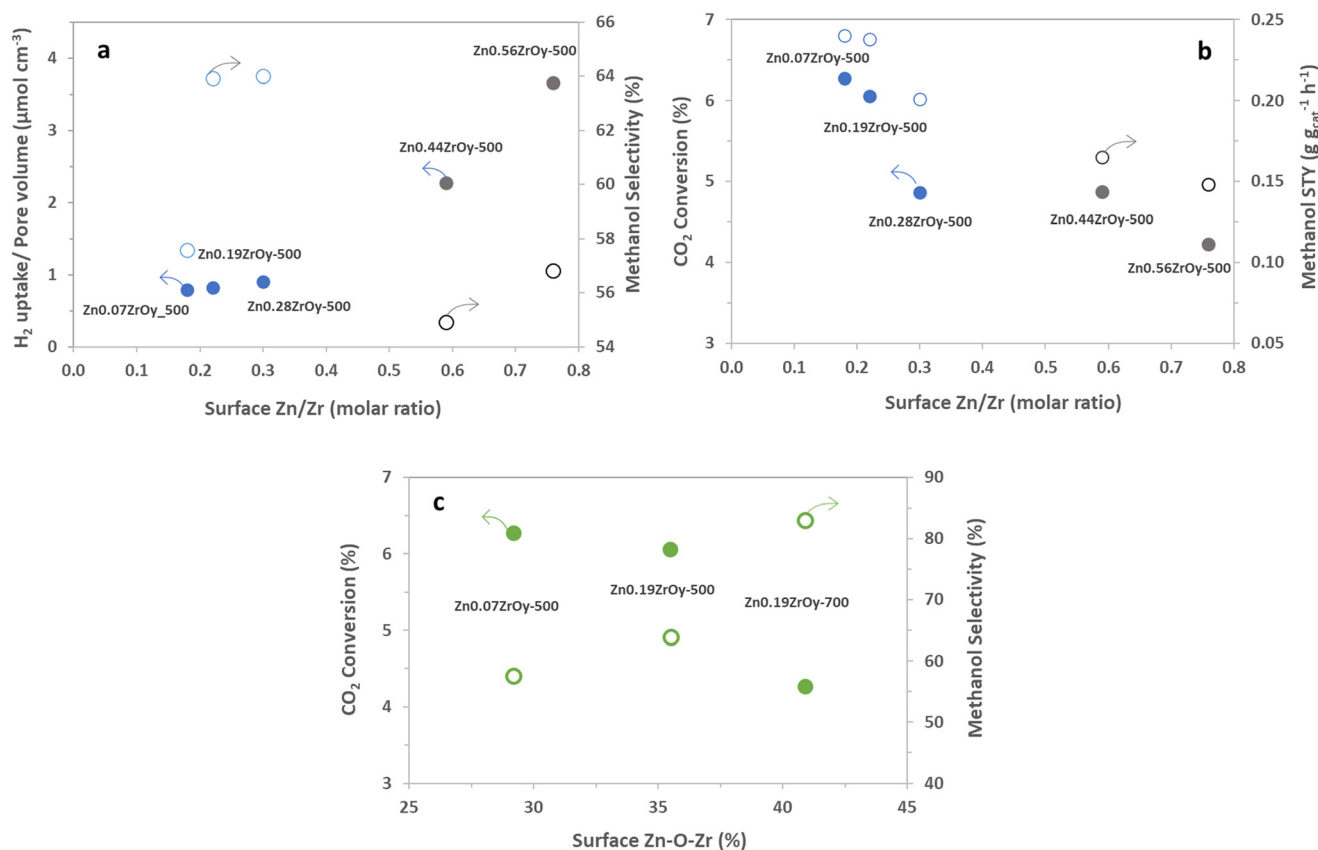 a
H₂ uptake/ Pore volume (µmol cm⁻³)
4
3
2
1
0
0.0 0.1 0.2 0.3 0.4 0.5 0.6 0.7 0.8
Surface Zn/Zr (molar ratio)
66
64
62
60
58
56
54
Methanol Selectivity (%)
Zn0.56ZrOy-500
Zn0.44ZrOy-500
Zn0.19ZrOy-500
Zn0.07ZrOy_500
Zn0.28ZrOy-500
b
CO₂ Conversion (%)
7
6
5
4
3
0.0 0.1 0.2 0.3 0.4 0.5 0.6 0.7 0.8
Surface Zn/Zr (molar ratio)
0.25
0.20
0.15
0.10
0.05
Methanol STY (g g_cat⁻¹ h⁻¹)
Zn0.07ZrOy-500
Zn0.19ZrOy-500
Zn0.28ZrOy-500
Zn0.44ZrOy-500
Zn0.56ZrOy-500
c
CO₂ Conversion (%)
7
6
5
4
3
25 30 35 40 45
Surface Zn-O-Zr (%)
90
80
70
60
50
40
Methanol Selectivity (%)
Zn0.07ZrOy-500
Zn0.19ZrOy-500
Zn0.19ZrOy-700